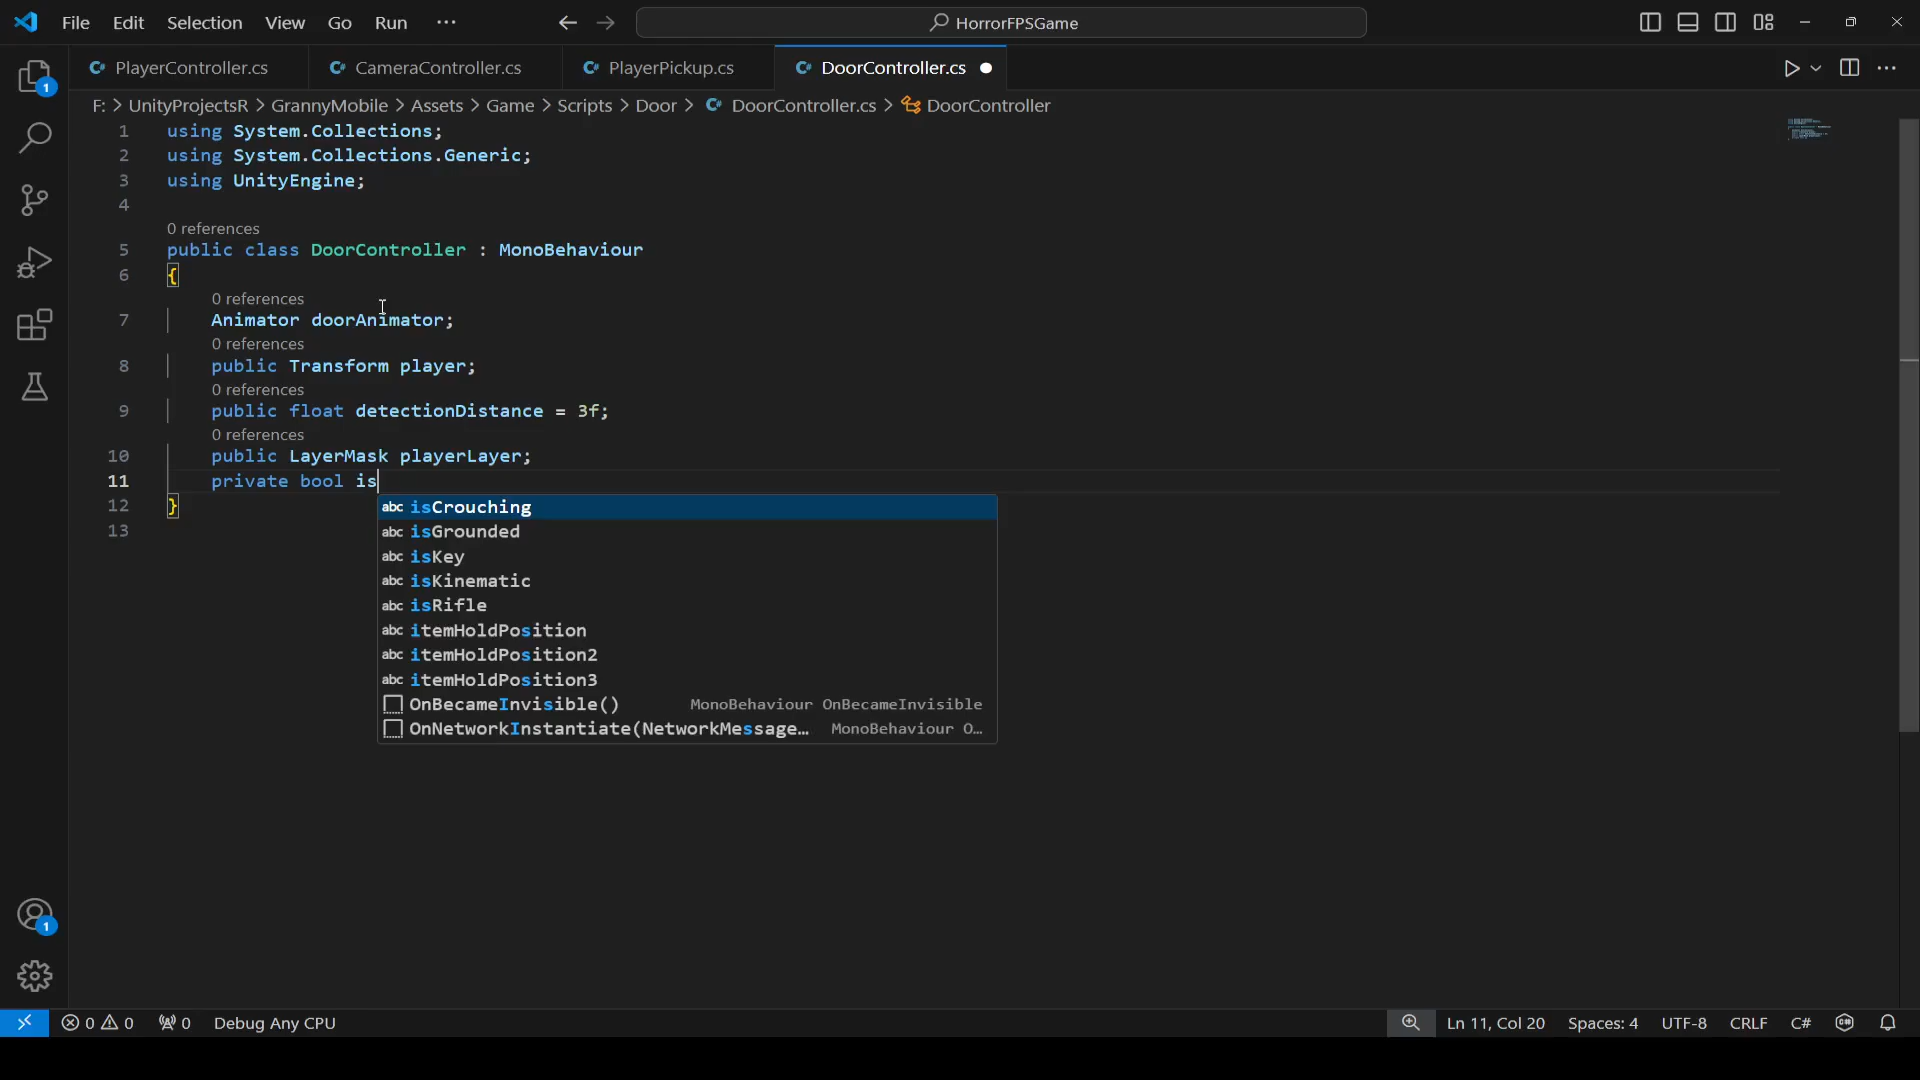 File Edit Selection View Go Run ··· HorrorFPSGame
PlayerController.cs CameraController.cs PlayerPickup.cs DoorController.cs
F: > UnityProjectsR > GrannyMobile > Assets > Game > Scripts > Door > DoorController.cs > DoorController
1 using System.Collections;
2 using System.Collections.Generic;
3 using UnityEngine;
4
0 references
5 public class DoorController : MonoBehaviour
6 {
0 references
7 Animator doorAnimator;
0 references
8 public Transform player;
0 references
9 public float detectionDistance = 3f;
0 references
10 public LayerMask playerLayer;
11 private bool is
12 }
13
abc isCrouching
abc isGrounded
abc isKey
abc isKinematic
abc isRifle
abc itemHoldPosition
abc itemHoldPosition2
abc itemHoldPosition3
OnBecameInvisible() MonoBehaviour OnBecameInvisible
OnNetworkInstantiate(NetworkMessage… MonoBehaviour O…
1
1
0 0 0 Debug Any CPU Ln 11, Col 20 Spaces: 4 UTF-8 CRLF C#